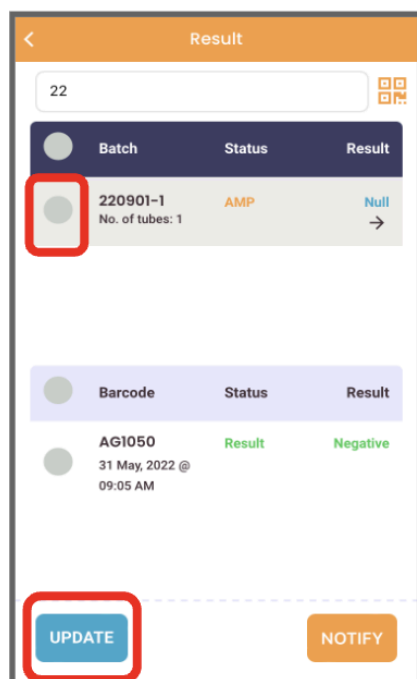 Result
22
Batch Status Result
220901-1 AMP Null
No. of tubes: 1
Barcode Status Result
AG1050 Result Negative
31 May, 2022 @
09:05 AM
UPDATE NOTIFY